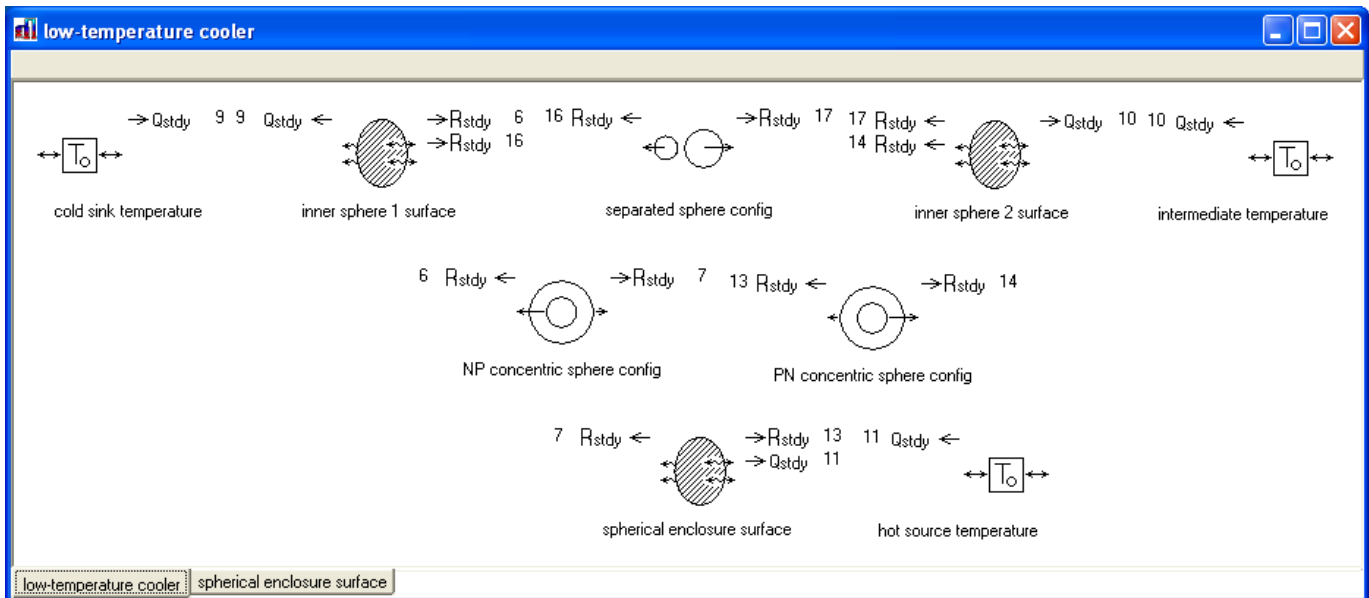 low-temperature cooler
Qstdy 9 9 Qstdy Rstdy 6 16 Rstdy Rstdy 17 17 Rstdy Qstdy 10 10 Qstdy
Rstdy 16 14 Rstdy
To To
cold sink temperature inner sphere 1 surface separated sphere config inner sphere 2 surface intermediate temperature
6 Rstdy Rstdy 7 13 Rstdy Rstdy 14
NP concentric sphere config PN concentric sphere config
7 Rstdy Rstdy 13 11 Qstdy
Qstdy 11
To
spherical enclosure surface hot source temperature
low-temperature cooler spherical enclosure surface